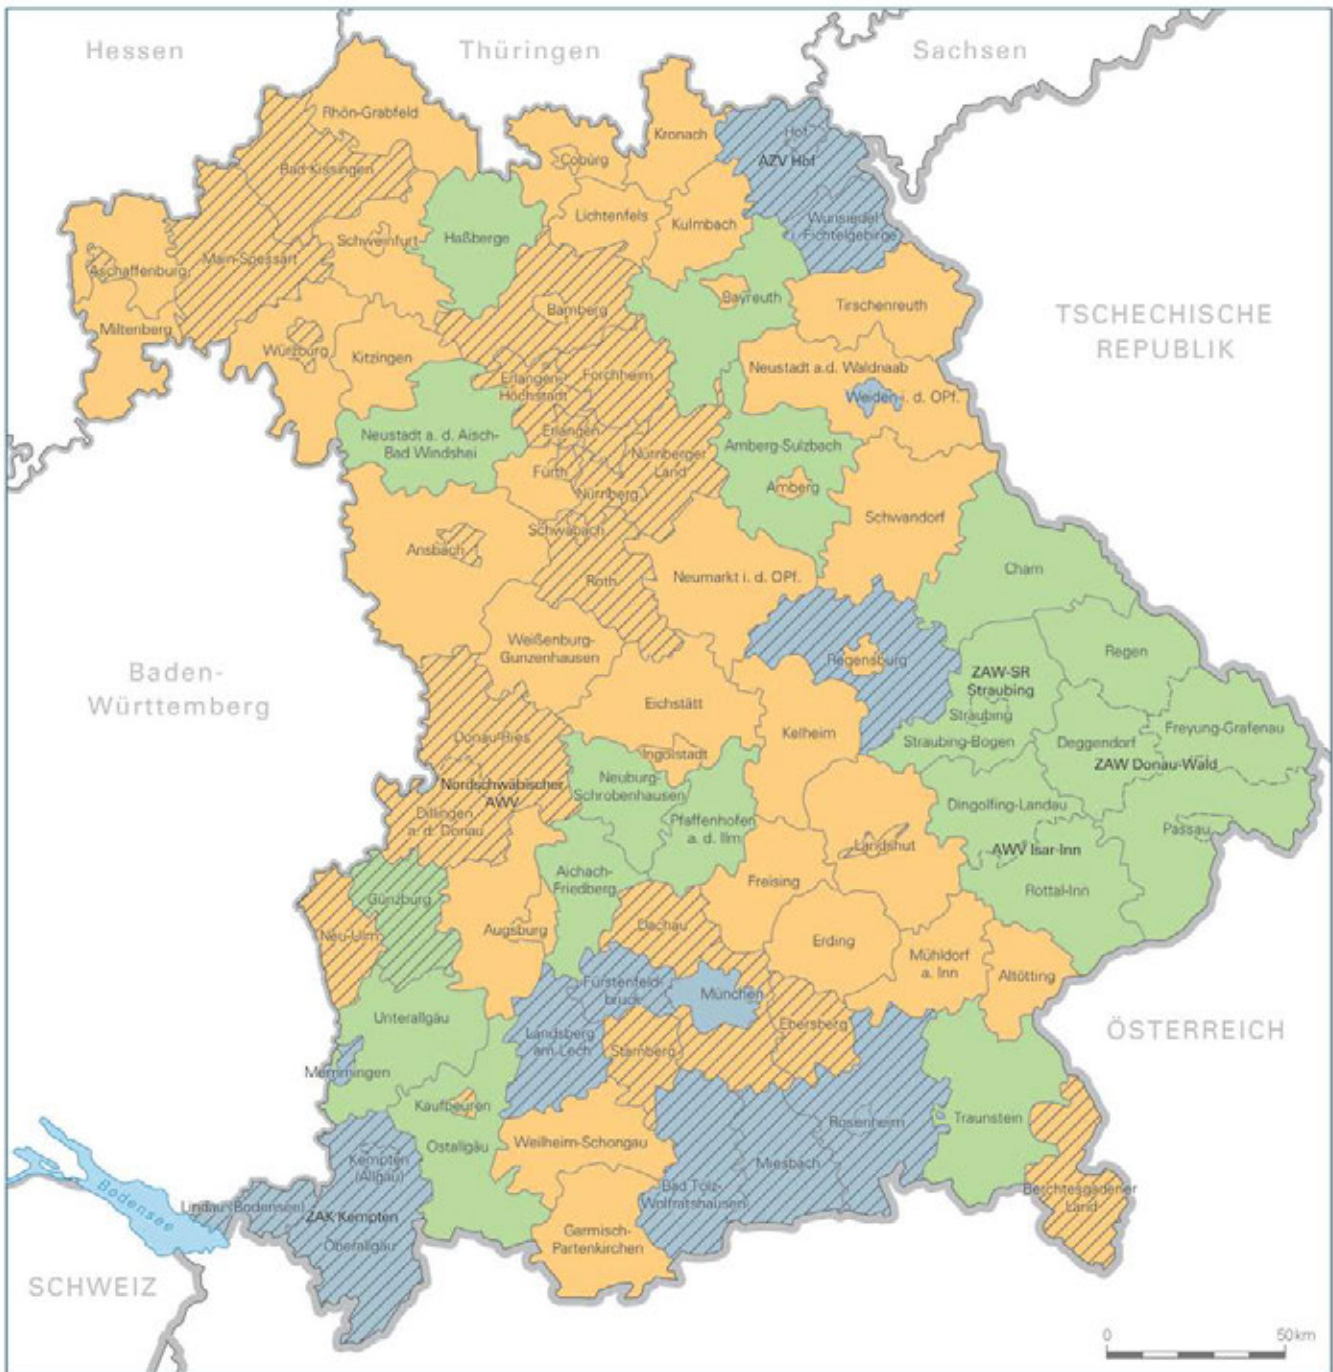 Hessen
Thüringen
Sachsen
Rhön-Grabfeld
Kronach
Hof
Coburg
AZV Hof
Bad Kissingen
Lichtenfels
Kulmbach
Wunsiedel
i. Fichtelgebirge
Haßberge
Schweinfurt
Main-Spessart
Aschaffenburg
Bayreuth
Tirschenreuth
Bamberg
TSCHECHISCHE
REPUBLIK
Miltenberg
Würzburg
Kitzingen
Neustadt a.d. Waldnaab
Forchheim
Erlangen-
Höchstadt
Weiden i. d. OPf.
Neustadt a. d. Aisch-
Bad Windshei
Erlangen
Amberg-Sulzbach
Nürnberger
Land
Fürth
Amberg
Nürnberg
Schwandorf
Schwabach
Ansbach
Cham
Roth
Neumarkt i. d. OPf.
Weißenburg-
Gunzenhausen
Regen
Regensburg
ZAW-SR
Straubing
Baden-
Württemberg
Eichstätt
Straubing
Freyung-Grafenau
Kelheim
Donau-Ries
Straubing-Bogen
Deggendorf
Ingolstadt
ZAW Donau-Wald
Nordschwäbischer
AWV
Neuburg-
Schrobenhausen
Dingolfing-Landau
Dillingen
a. d. Donau
Pfaffenhofen
a. d. Ilm
Passau
Landshut
AWV Isar-Inn
Aichach-
Friedberg
Freising
Rottal-Inn
Günzburg
Dachau
Neu-Ulm
Augsburg
Erding
Mühldorf
a. Inn
Altötting
Fürstenfeld-
bruck
München
Unterallgäu
Ebersberg
Landsberg
am Lech
Starnberg
ÖSTERREICH
Memmingen
Kaufbeuren
Traunstein
Rosenheim
Weilheim-Schongau
Ostallgäu
Miesbach
Kempten
(Allgäu)
Bad Tölz-
Wolfratshausen
Berchtesgadener
Land
Bodensee
Lindau (Bodensee)
ZAK Kempten
Oberallgäu
Garmisch-
Partenkirchen
SCHWEIZ
0 50 km